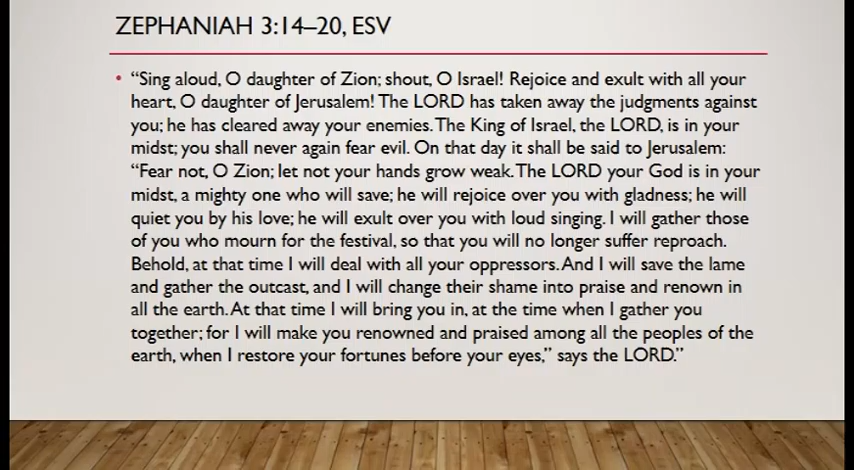 ZEPHANIAH 3:14–20, ESV
• “Sing aloud, O daughter of Zion; shout, O Israel! Rejoice and exult with all your
heart, O daughter of Jerusalem! The LORD has taken away the judgments against
you; he has cleared away your enemies. The King of Israel, the LORD, is in your
midst; you shall never again fear evil. On that day it shall be said to Jerusalem:
“Fear not, O Zion; let not your hands grow weak. The LORD your God is in your
midst, a mighty one who will save; he will rejoice over you with gladness; he will
quiet you by his love; he will exult over you with loud singing. I will gather those
of you who mourn for the festival, so that you will no longer suffer reproach.
Behold, at that time I will deal with all your oppressors. And I will save the lame
and gather the outcast, and I will change their shame into praise and renown in
all the earth. At that time I will bring you in, at the time when I gather you
together; for I will make you renowned and praised among all the peoples of the
earth, when I restore your fortunes before your eyes,” says the LORD.”